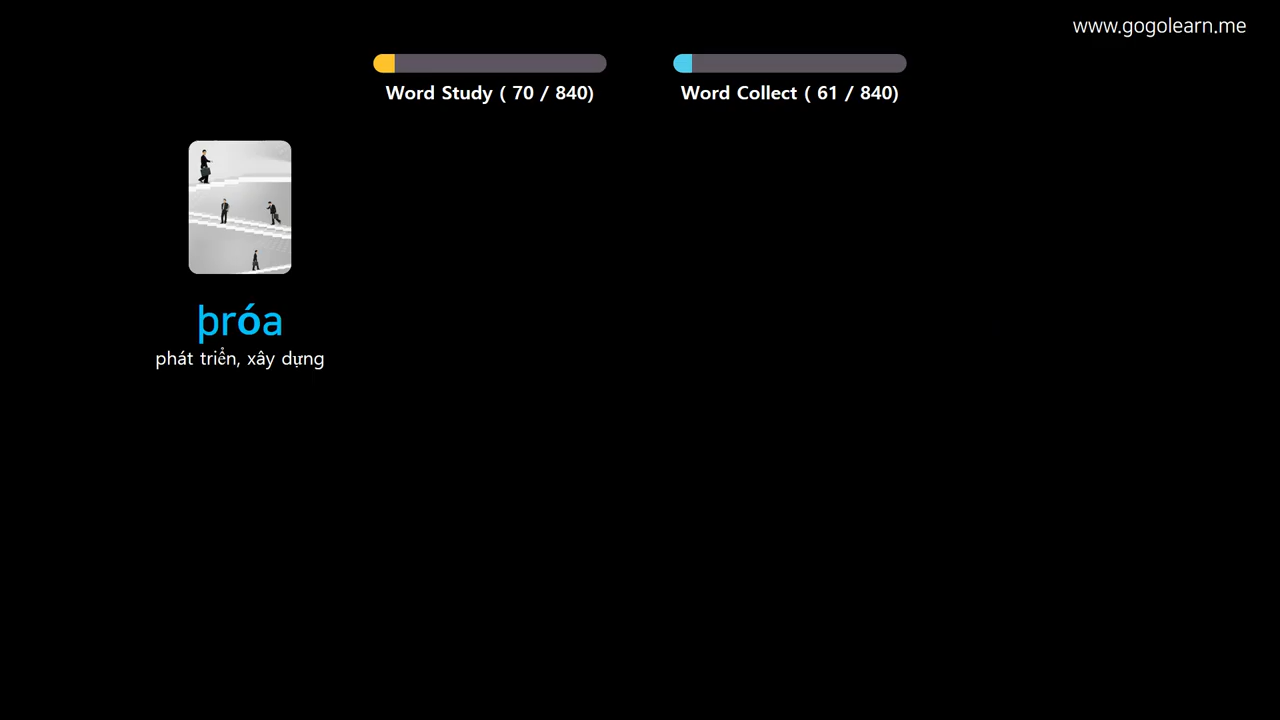 www.gogolearn.me
Word Study ( 70 / 840)
Word Collect ( 61 / 840)
þróa
phát triển, xây dựng